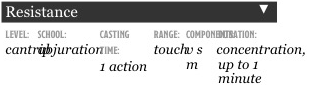 Resistance ▼
LEVEL: SCHOOL: CASTING TIME: RANGE: COMPONENTS: DURATION:
cantrip abjuration 1 action touch v s m concentration, up to 1 minute